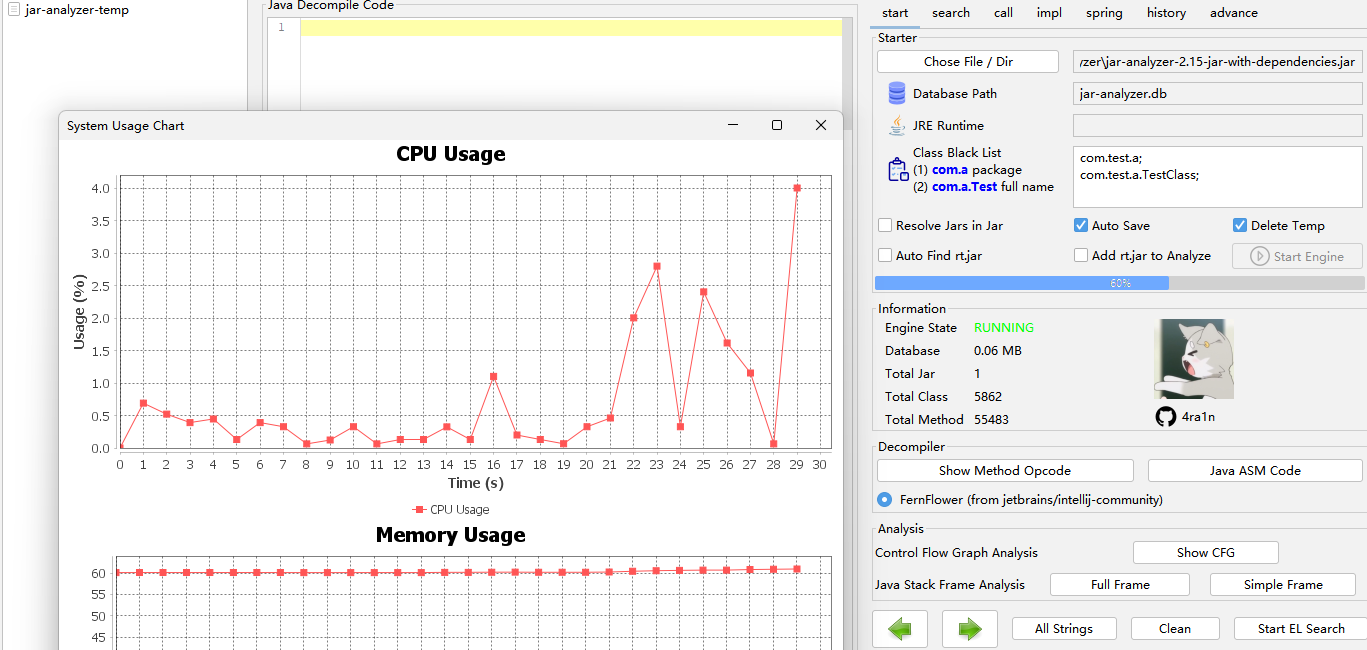 jar-analyzer-temp
Java Decompile Code
1
System Usage Chart
CPU Usage
4.0
3.5
3.0
2.5
2.0
1.5
1.0
0.5
0.0
Usage (%)
0 1 2 3 4 5 6 7 8 9 10 11 12 13 14 15 16 17 18 19 20 21 22 23 24 25 26 27 28 29 30
Time (s)
CPU Usage
Memory Usage
60
55
50
45
start search call impl spring history advance
Starter
Chose File / Dir
/zer\jar-analyzer-2.15-jar-with-dependencies.jar
Database Path
jar-analyzer.db
JRE Runtime
Class Black List
(1) com.a package
(2) com.a.Test full name
com.test.a;
com.test.a.TestClass;
Resolve Jars in Jar
Auto Save
Delete Temp
Auto Find rt.jar
Add rt.jar to Analyze
Start Engine
60%
Information
Engine State RUNNING
Database 0.06 MB
Total Jar 1
Total Class 5862
Total Method 55483
4ra1n
Decompiler
Show Method Opcode
Java ASM Code
FernFlower (from jetbrains/intellij-community)
Analysis
Control Flow Graph Analysis
Show CFG
Java Stack Frame Analysis
Full Frame
Simple Frame
All Strings
Clean
Start EL Search